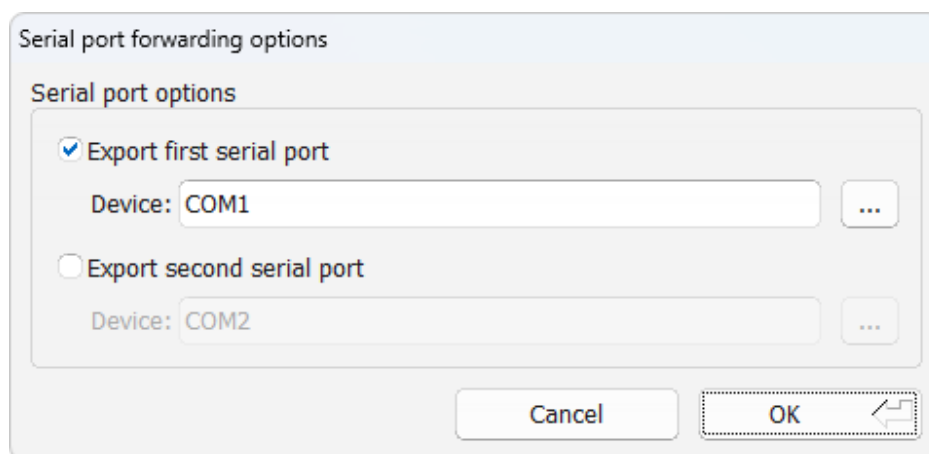 Serial port forwarding options
Serial port options
Export first serial port
Device: COM1 ...
Export second serial port
Device: COM2 ...
Cancel OK